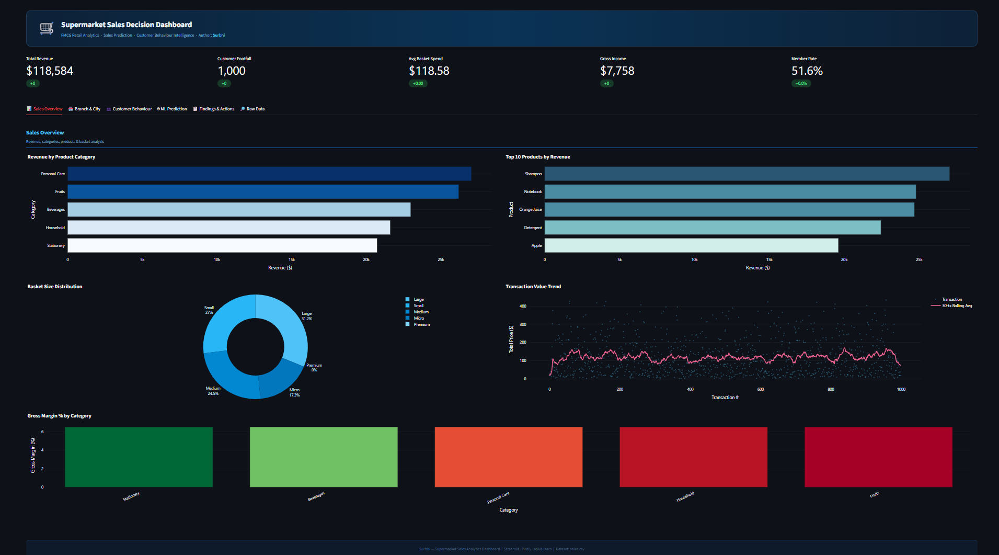 Supermarket Sales Decision Dashboard
FMCG Retail Analytics · Sales Prediction · Customer Behaviour Intelligence · Author: Surbhi
Total Revenue
$118,584
+0
Customer Footfall
1,000
+0
Avg Basket Spend
$118.58
+0.00
Gross Income
$7,758
+0
Member Rate
51.6%
+0.0%
Sales Overview
Branch & City
Customer Behaviour
ML Prediction
Findings & Actions
Raw Data
Sales Overview
Revenue, categories, products & basket analysis
Revenue by Product Category
Category
Personal Care
Fruits
Beverages
Household
Stationery
0 5k 10k 15k 20k 25k
Revenue ($)
Top 10 Products by Revenue
Product
Shampoo
Notebook
Orange Juice
Detergent
Apple
0 5k 10k 15k 20k 25k
Revenue ($)
Basket Size Distribution
Small
27%
Large
31.2%
Premium
0%
Medium
24.5%
Micro
17.3%
Large
Small
Medium
Micro
Premium
Transaction Value Trend
Total Price ($)
400
300
200
100
0
0 200 400 600 800 1000
Transaction #
Transaction
30-tx Rolling Avg
Gross Margin % by Category
Gross Margin (%)
6
4
2
0
Stationery
Beverages
Personal Care
Household
Fruits
Category
Surbhi — Supermarket Sales Analytics Dashboard | Streamlit · Plotly · scikit-learn | Dataset: sales.csv